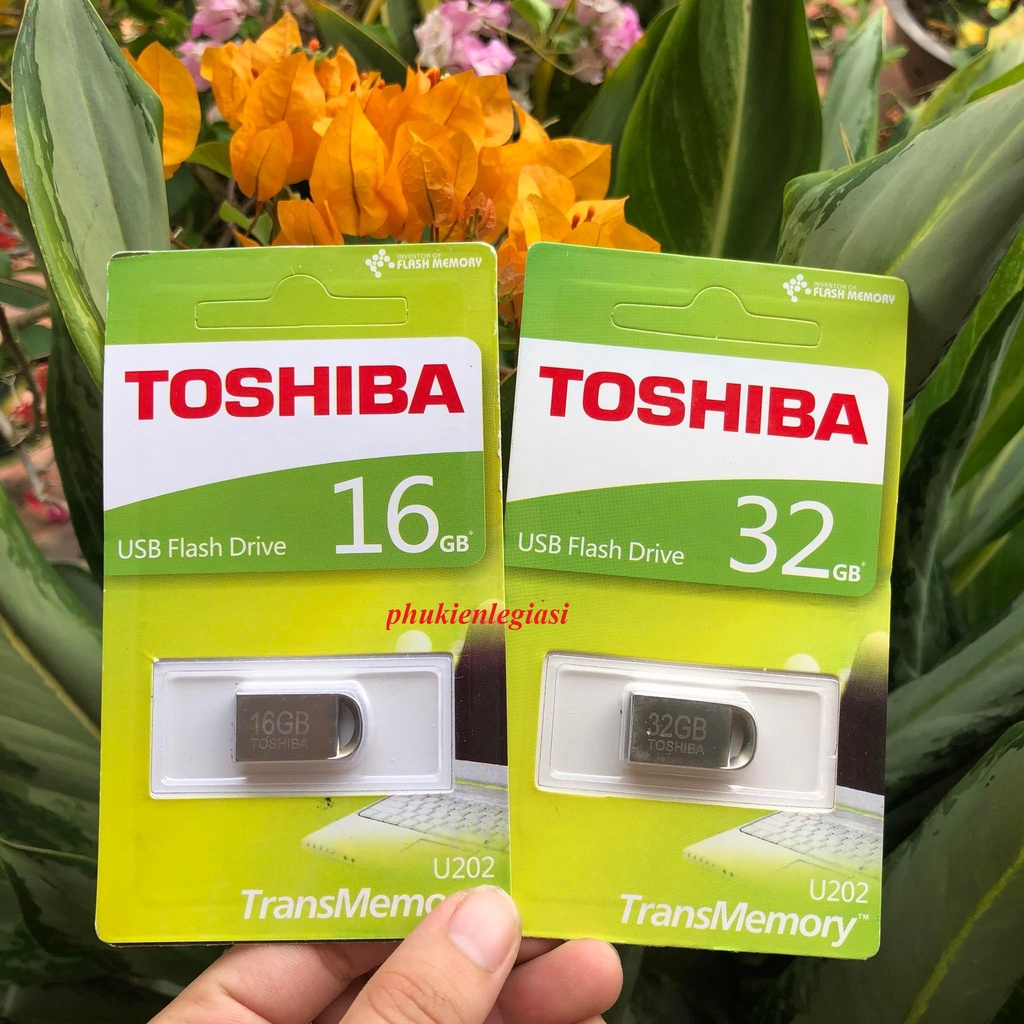 INVENTOR OF
FLASH MEMORY
TOSHIBA
USB Flash Drive
16GB*
16GB
TOSHIBA
U202
TransMemo
INVENTOR OF
FLASH MEMORY
TOSHIBA
USB Flash Drive
32GB*
32GB
TOSHIBA
U202
TransMemory™
phukienlegiasi